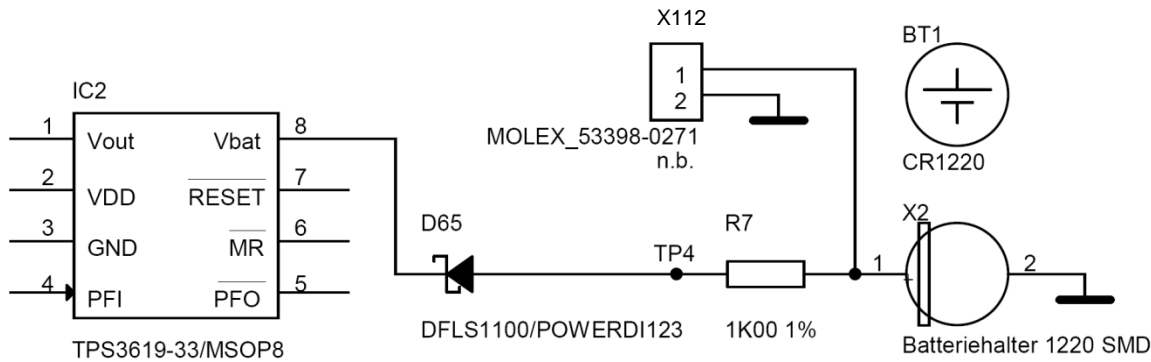 X112
BT1
IC2
1
2
MOLEX_53398-0271
n.b.
CR1220
1 Vout Vbat 8
2 VDD RESET 7
3 GND MR 6
4 PFI PFO 5
TPS3619-33/MSOP8
D65
DFLS1100/POWERDI123
TP4
R7
1K00 1%
X2
1
+
2
Batteriehalter 1220 SMD